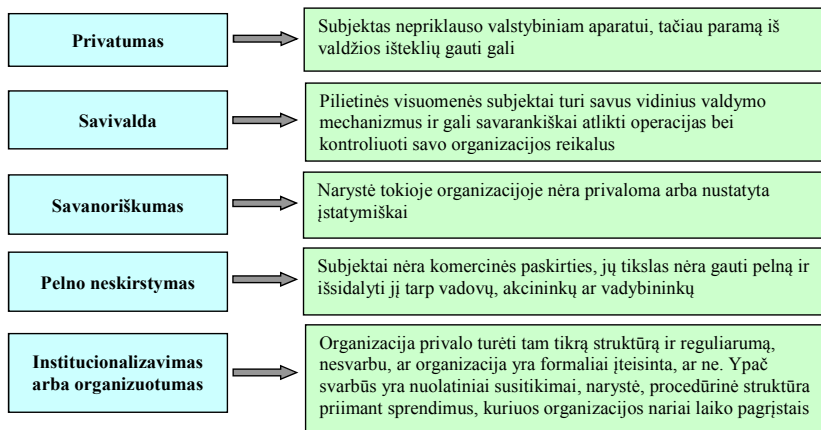 Privatumas
Subjektas nepriklauso valstybiniam aparatui, tačiau paramą iš
valdžios išteklių gauti gali
Savivalda
Pilietinės visuomenės subjektai turi savus vidinius valdymo
mechanizmus ir gali savarankiškai atlikti operacijas bei
kontroliuoti savo organizacijos reikalus
Savanoriškumas
Narystė tokioje organizacijoje nėra privaloma arba nustatyta
įstatymiškai
Pelno neskirstymas
Subjektai nėra komercinės paskirties, jų tikslas nėra gauti pelną ir
išsidalyti jį tarp vadovų, akcininkų ar vadybininkų
Institucionalizavimas
arba organizuotumas
Organizacija privalo turėti tam tikrą struktūrą ir reguliarumą,
nesvarbu, ar organizacija yra formaliai įteisinta, ar ne. Ypač
svarbūs yra nuolatiniai susitikimai, narystė, procedūrinė struktūra
priimant sprendimus, kuriuos organizacijos nariai laiko pagrįstais